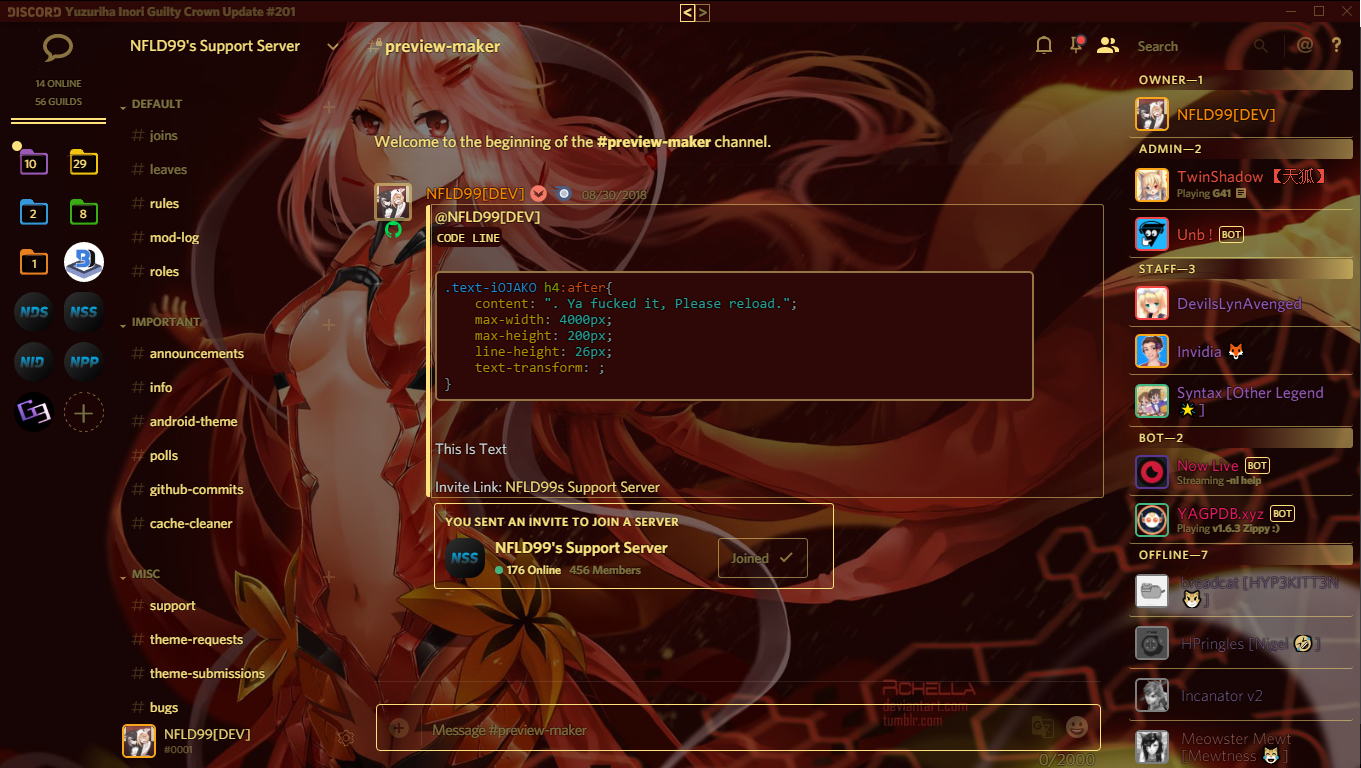 DISCORD Yuzuriha Inori Guilty Crown Update #201
<>
14 ONLINE
56 GUILDS
10
29
2
8
1
NDS
NSS
NID
NPP
NFLD99's Support Server
DEFAULT
# joins
# leaves
# rules
# mod-log
# roles
IMPORTANT
# announcements
# info
# android-theme
# polls
# github-commits
# cache-cleaner
MISC
# support
# theme-requests
# theme-submissions
# bugs
NFLD99[DEV]
#0001
# preview-maker
Search
Welcome to the beginning of the #preview-maker channel.
NFLD99[DEV] 08/30/2018
@NFLD99[DEV]
CODE LINE
.text-iOJAKO h4:after{
content: ". Ya fucked it, Please reload.";
max-width: 4000px;
max-height: 200px;
line-height: 26px;
text-transform: ;
}
This Is Text
Invite Link: NFLD99s Support Server
YOU SENT AN INVITE TO JOIN A SERVER
NSS
NFLD99's Support Server
176 Online 456 Members
Joined
RCHELLA
deviantart.com
tumblr.com
Message #preview-maker
0/2000
OWNER—1
NFLD99[DEV]
ADMIN—2
TwinShadow 【天狐】
Playing G41
Unb ! BOT
STAFF—3
DevilsLynAvenged
Invidia 🦊
Syntax [Other Legend
🌟]
BOT—2
Now Live BOT
Streaming -nl help
YAGPDB.xyz BOT
Playing v1.6.3 Zippy :)
OFFLINE—7
breadcat [HYP3KITT3N
🐱]
HPringles [Nigel 🤣]
Incanator v2
Meowster Mewt
[Mewtness 😹]